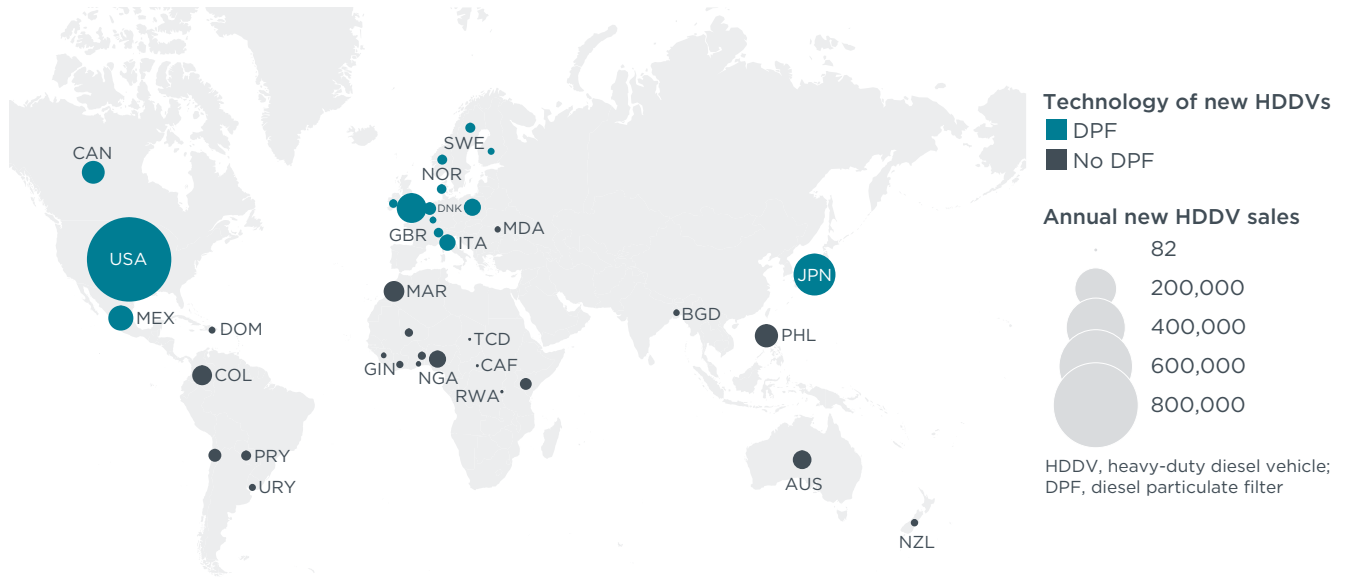 CAN
USA
MEX
DOM
COL
PRY
URY
SWE
NOR
DNK
GBR
ITA
MDA
MAR
TCD
GIN
NGA
CAF
RWA
BGD
PHL
JPN
AUS
NZL
Technology of new HDDVs
DPF
No DPF
Annual new HDDV sales
82
200,000
400,000
600,000
800,000
HDDV, heavy-duty diesel vehicle;
DPF, diesel particulate filter